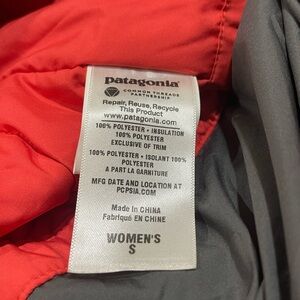 patagonia
COMMON THREADS
PARTNERSHIP
Repair, Reuse, Recycle
This Product
www.patagonia.com
100% POLYESTER • INSULATION
100% POLYESTER
EXCLUSIVE OF TRIM
100% POLYESTER • ISOLANT 100%
POLYESTER
A PART LA GARNITURE
MFG DATE AND LOCATION AT
PCPSIA.COM
Made in CHINA
Fabriqué EN CHINE
WOMEN'S
S